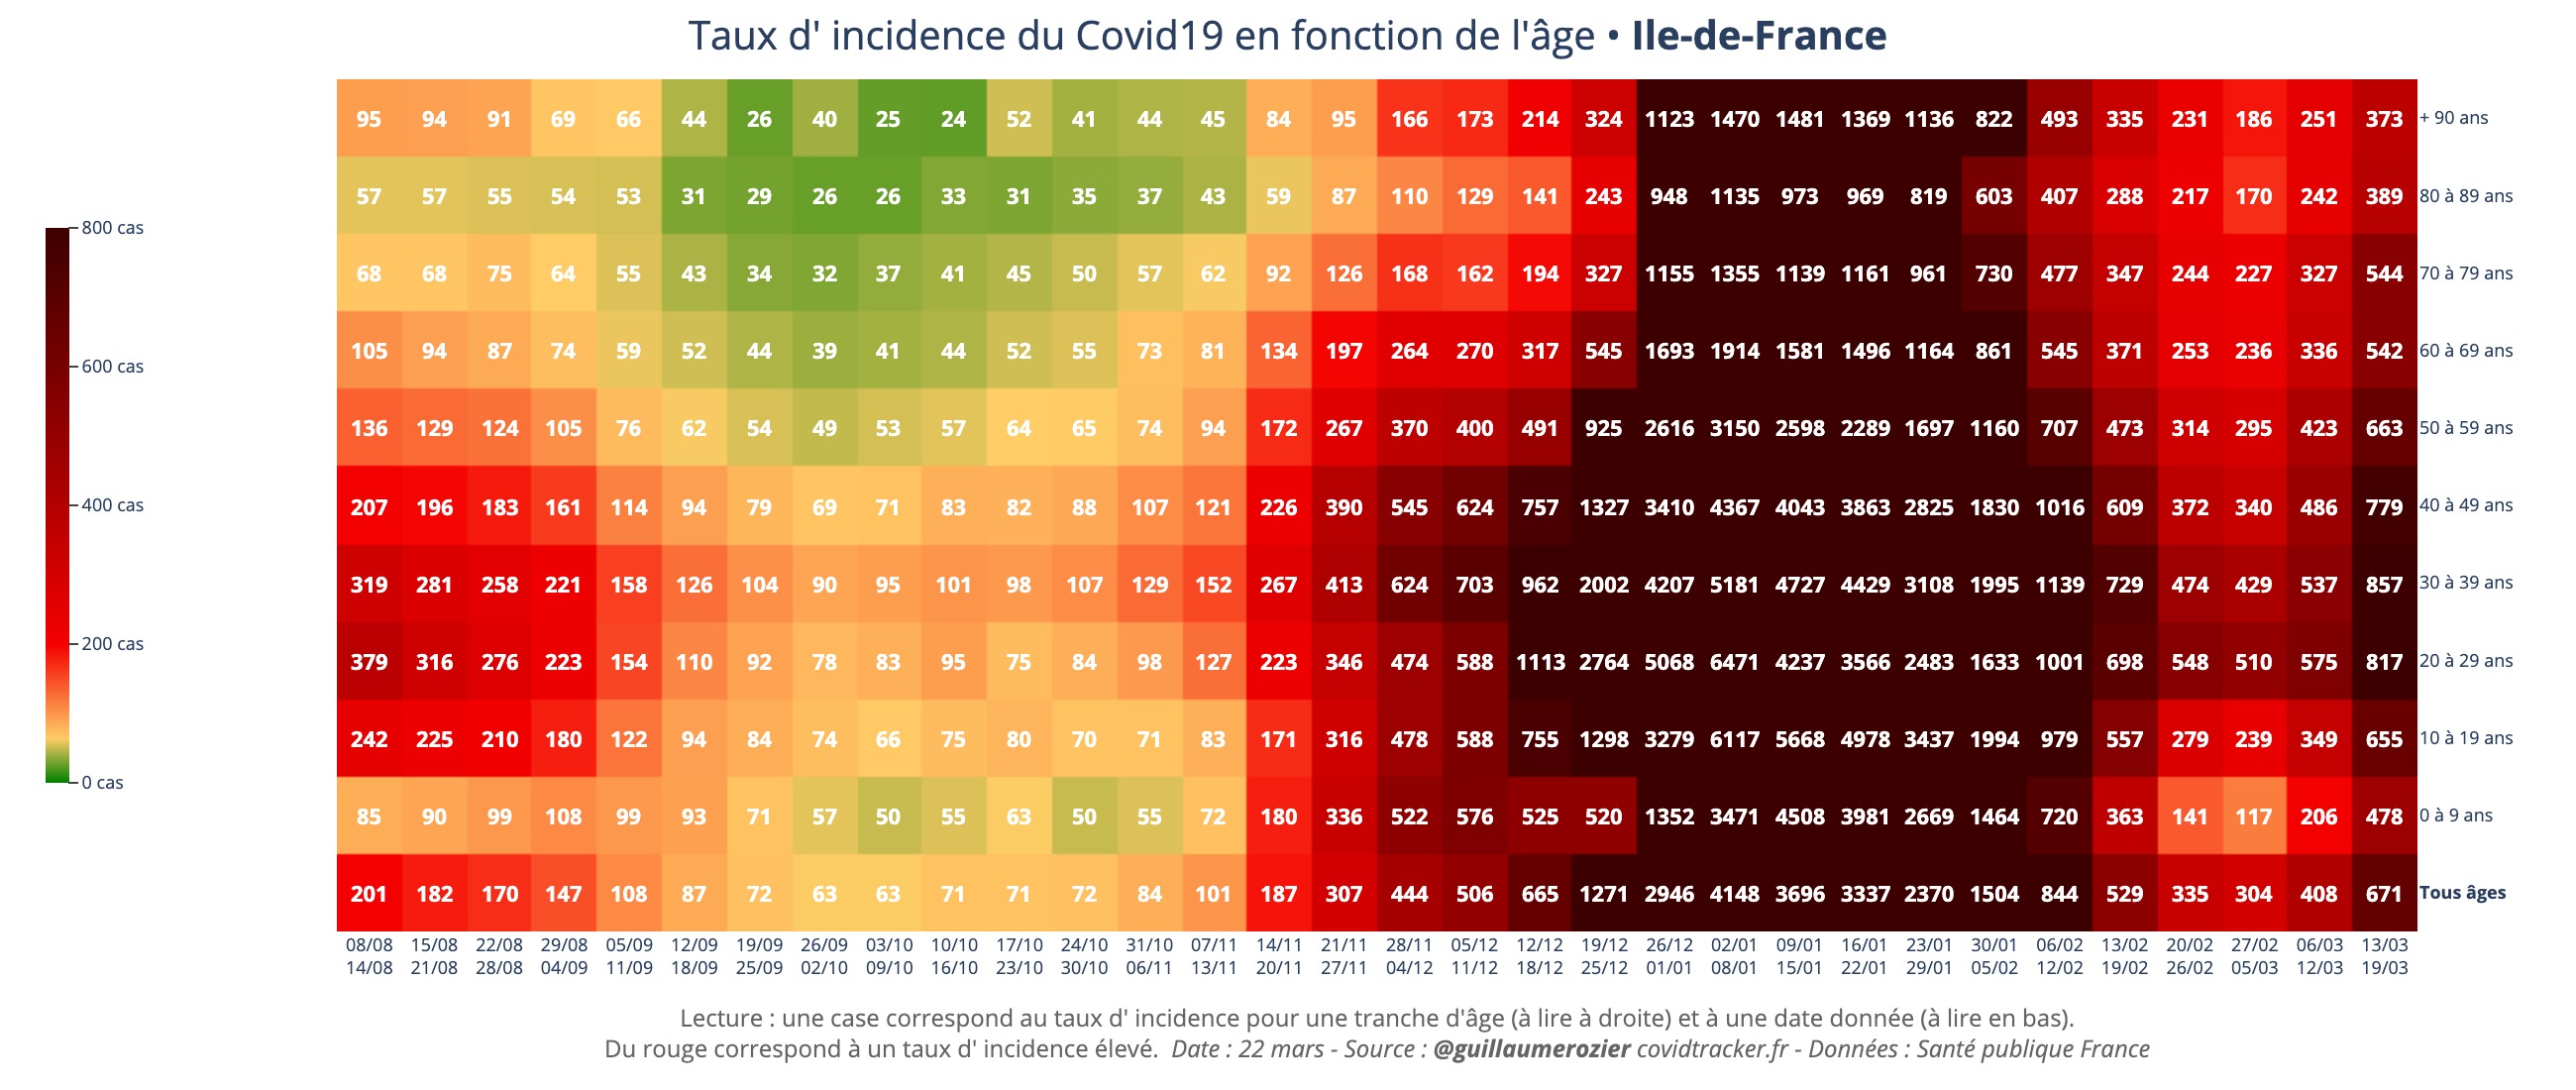 Taux d' incidence du Covid19 en fonction de l'âge • Ile-de-France
95 94 91 69 66 44 26 40 25 24 52 41 44 45 84 95 166 173 214 324 1123 1470 1481 1369 1136 822 493 335 231 186 251 373 + 90 ans
57 57 55 54 53 31 29 26 26 33 31 35 37 43 59 87 110 129 141 243 948 1135 973 969 819 603 407 288 217 170 242 389 80 à 89 ans
68 68 75 64 55 43 34 32 37 41 45 50 57 62 92 126 168 162 194 327 1155 1355 1139 1161 961 730 477 347 244 227 327 544 70 à 79 ans
105 94 87 74 59 52 44 39 41 44 52 55 73 81 134 197 264 270 317 545 1693 1914 1581 1496 1164 861 545 371 253 236 336 542 60 à 69 ans
136 129 124 105 76 62 54 49 53 57 64 65 74 94 172 267 370 400 491 925 2616 3150 2598 2289 1697 1160 707 473 314 295 423 663 50 à 59 ans
207 196 183 161 114 94 79 69 71 83 82 88 107 121 226 390 545 624 757 1327 3410 4367 4043 3863 2825 1830 1016 609 372 340 486 779 40 à 49 ans
319 281 258 221 158 126 104 90 95 101 98 107 129 152 267 413 624 703 962 2002 4207 5181 4727 4429 3108 1995 1139 729 474 429 537 857 30 à 39 ans
379 316 276 223 154 110 92 78 83 95 75 84 98 127 223 346 474 588 1113 2764 5068 6471 4237 3566 2483 1633 1001 698 548 510 575 817 20 à 29 ans
242 225 210 180 122 94 84 74 66 75 80 70 71 83 171 316 478 588 755 1298 3279 6117 5668 4978 3437 1994 979 557 279 239 349 655 10 à 19 ans
85 90 99 108 99 93 71 57 50 55 63 50 55 72 180 336 522 576 525 520 1352 3471 4508 3981 2669 1464 720 363 141 117 206 478 0 à 9 ans
201 182 170 147 108 87 72 63 63 71 71 72 84 101 187 307 444 506 665 1271 2946 4148 3696 3337 2370 1504 844 529 335 304 408 671 Tous âges
08/08 15/08 22/08 29/08 05/09 12/09 19/09 26/09 03/10 10/10 17/10 24/10 31/10 07/11 14/11 21/11 28/11 05/12 12/12 19/12 26/12 02/01 09/01 16/01 23/01 30/01 06/02 13/02 20/02 27/02 06/03 13/03
14/08 21/08 28/08 04/09 11/09 18/09 25/09 02/10 09/10 16/10 23/10 30/10 06/11 13/11 20/11 27/11 04/12 11/12 18/12 25/12 01/01 08/01 15/01 22/01 29/01 05/02 12/02 19/02 26/02 05/03 12/03 19/03
800 cas
600 cas
400 cas
200 cas
0 cas
Lecture : une case correspond au taux d' incidence pour une tranche d'âge (à lire à droite) et à une date donnée (à lire en bas).
Du rouge correspond à un taux d' incidence élevé. Date : 22 mars - Source : @guillaumerozier covidtracker.fr - Données : Santé publique France